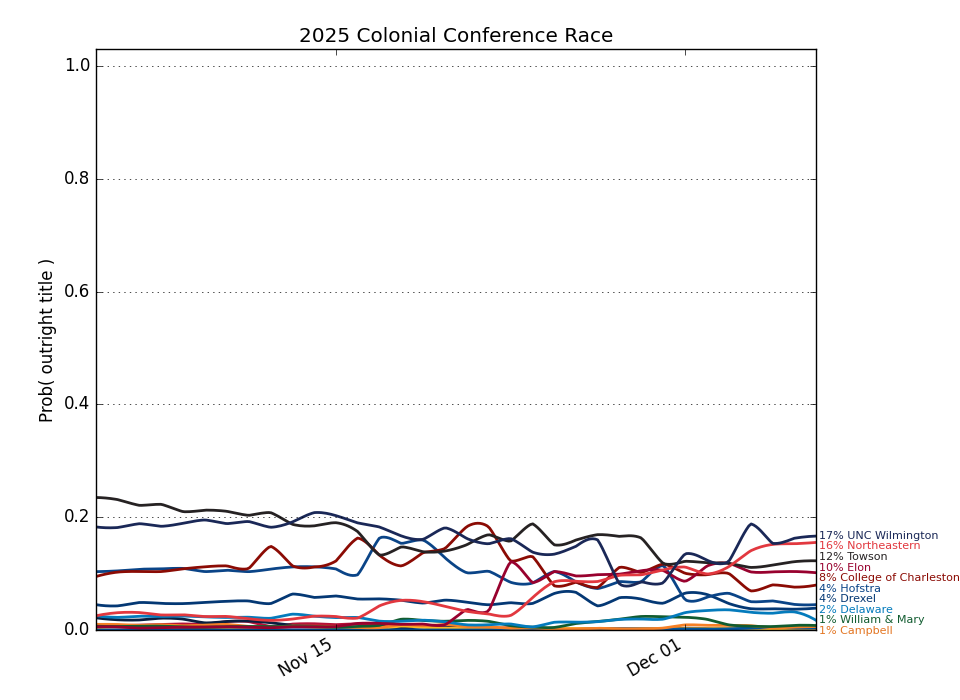 2025 Colonial Conference Race
1.0
0.8
0.6
0.4
0.2
0.0
Prob( outright title )
Nov 15
Dec 01
17% UNC Wilmington
16% Northeastern
12% Towson
10% Elon
8% College of Charleston
4% Hofstra
4% Drexel
2% Delaware
1% William & Mary
1% Campbell